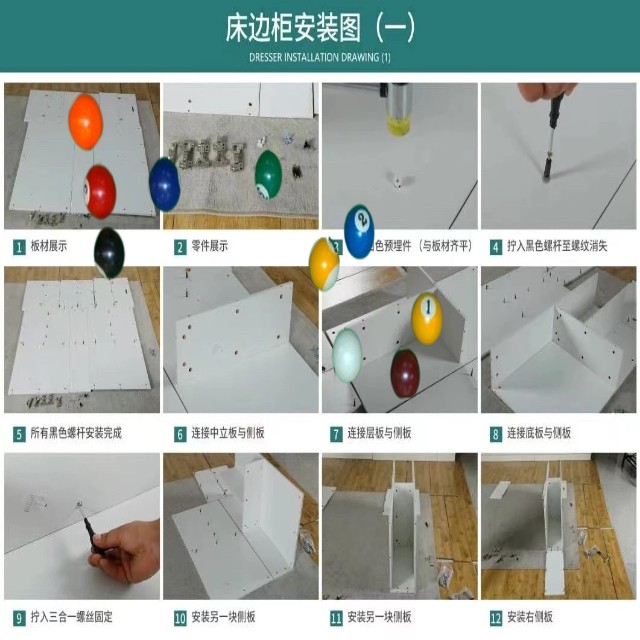 床边柜安装图（一）
DRESSER INSTALLATION DRAWING (1)
1 板材展示
2 零件展示
3 色预埋件（与板材齐平）
4 拧入黑色螺杆至螺纹消失
2
1
5 所有黑色螺杆安装完成
6 连接中立板与侧板
7 连接层板与侧板
8 连接底板与侧板
9 拧入三合一螺丝固定
10 安装另一块侧板
11 安装另一块侧板
12 安装右侧板